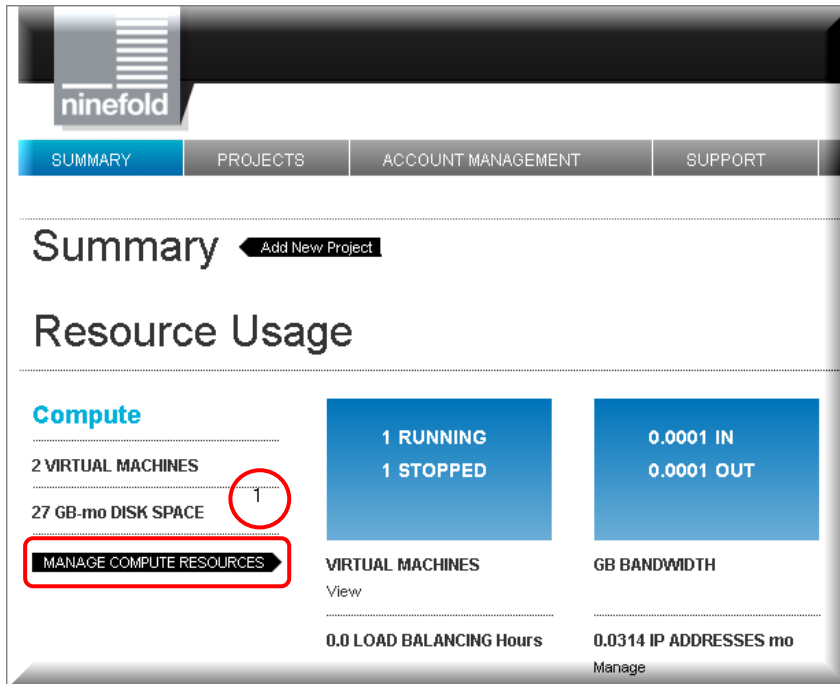 ninefold
SUMMARY PROJECTS ACCOUNT MANAGEMENT SUPPORT
Summary Add New Project
Resource Usage
Compute
2 VIRTUAL MACHINES
1
27 GB-mo DISK SPACE
MANAGE COMPUTE RESOURCES
1 RUNNING
1 STOPPED
VIRTUAL MACHINES
View
0.0 LOAD BALANCING Hours
0.0001 IN
0.0001 OUT
GB BANDWIDTH
0.0314 IP ADDRESSES mo
Manage